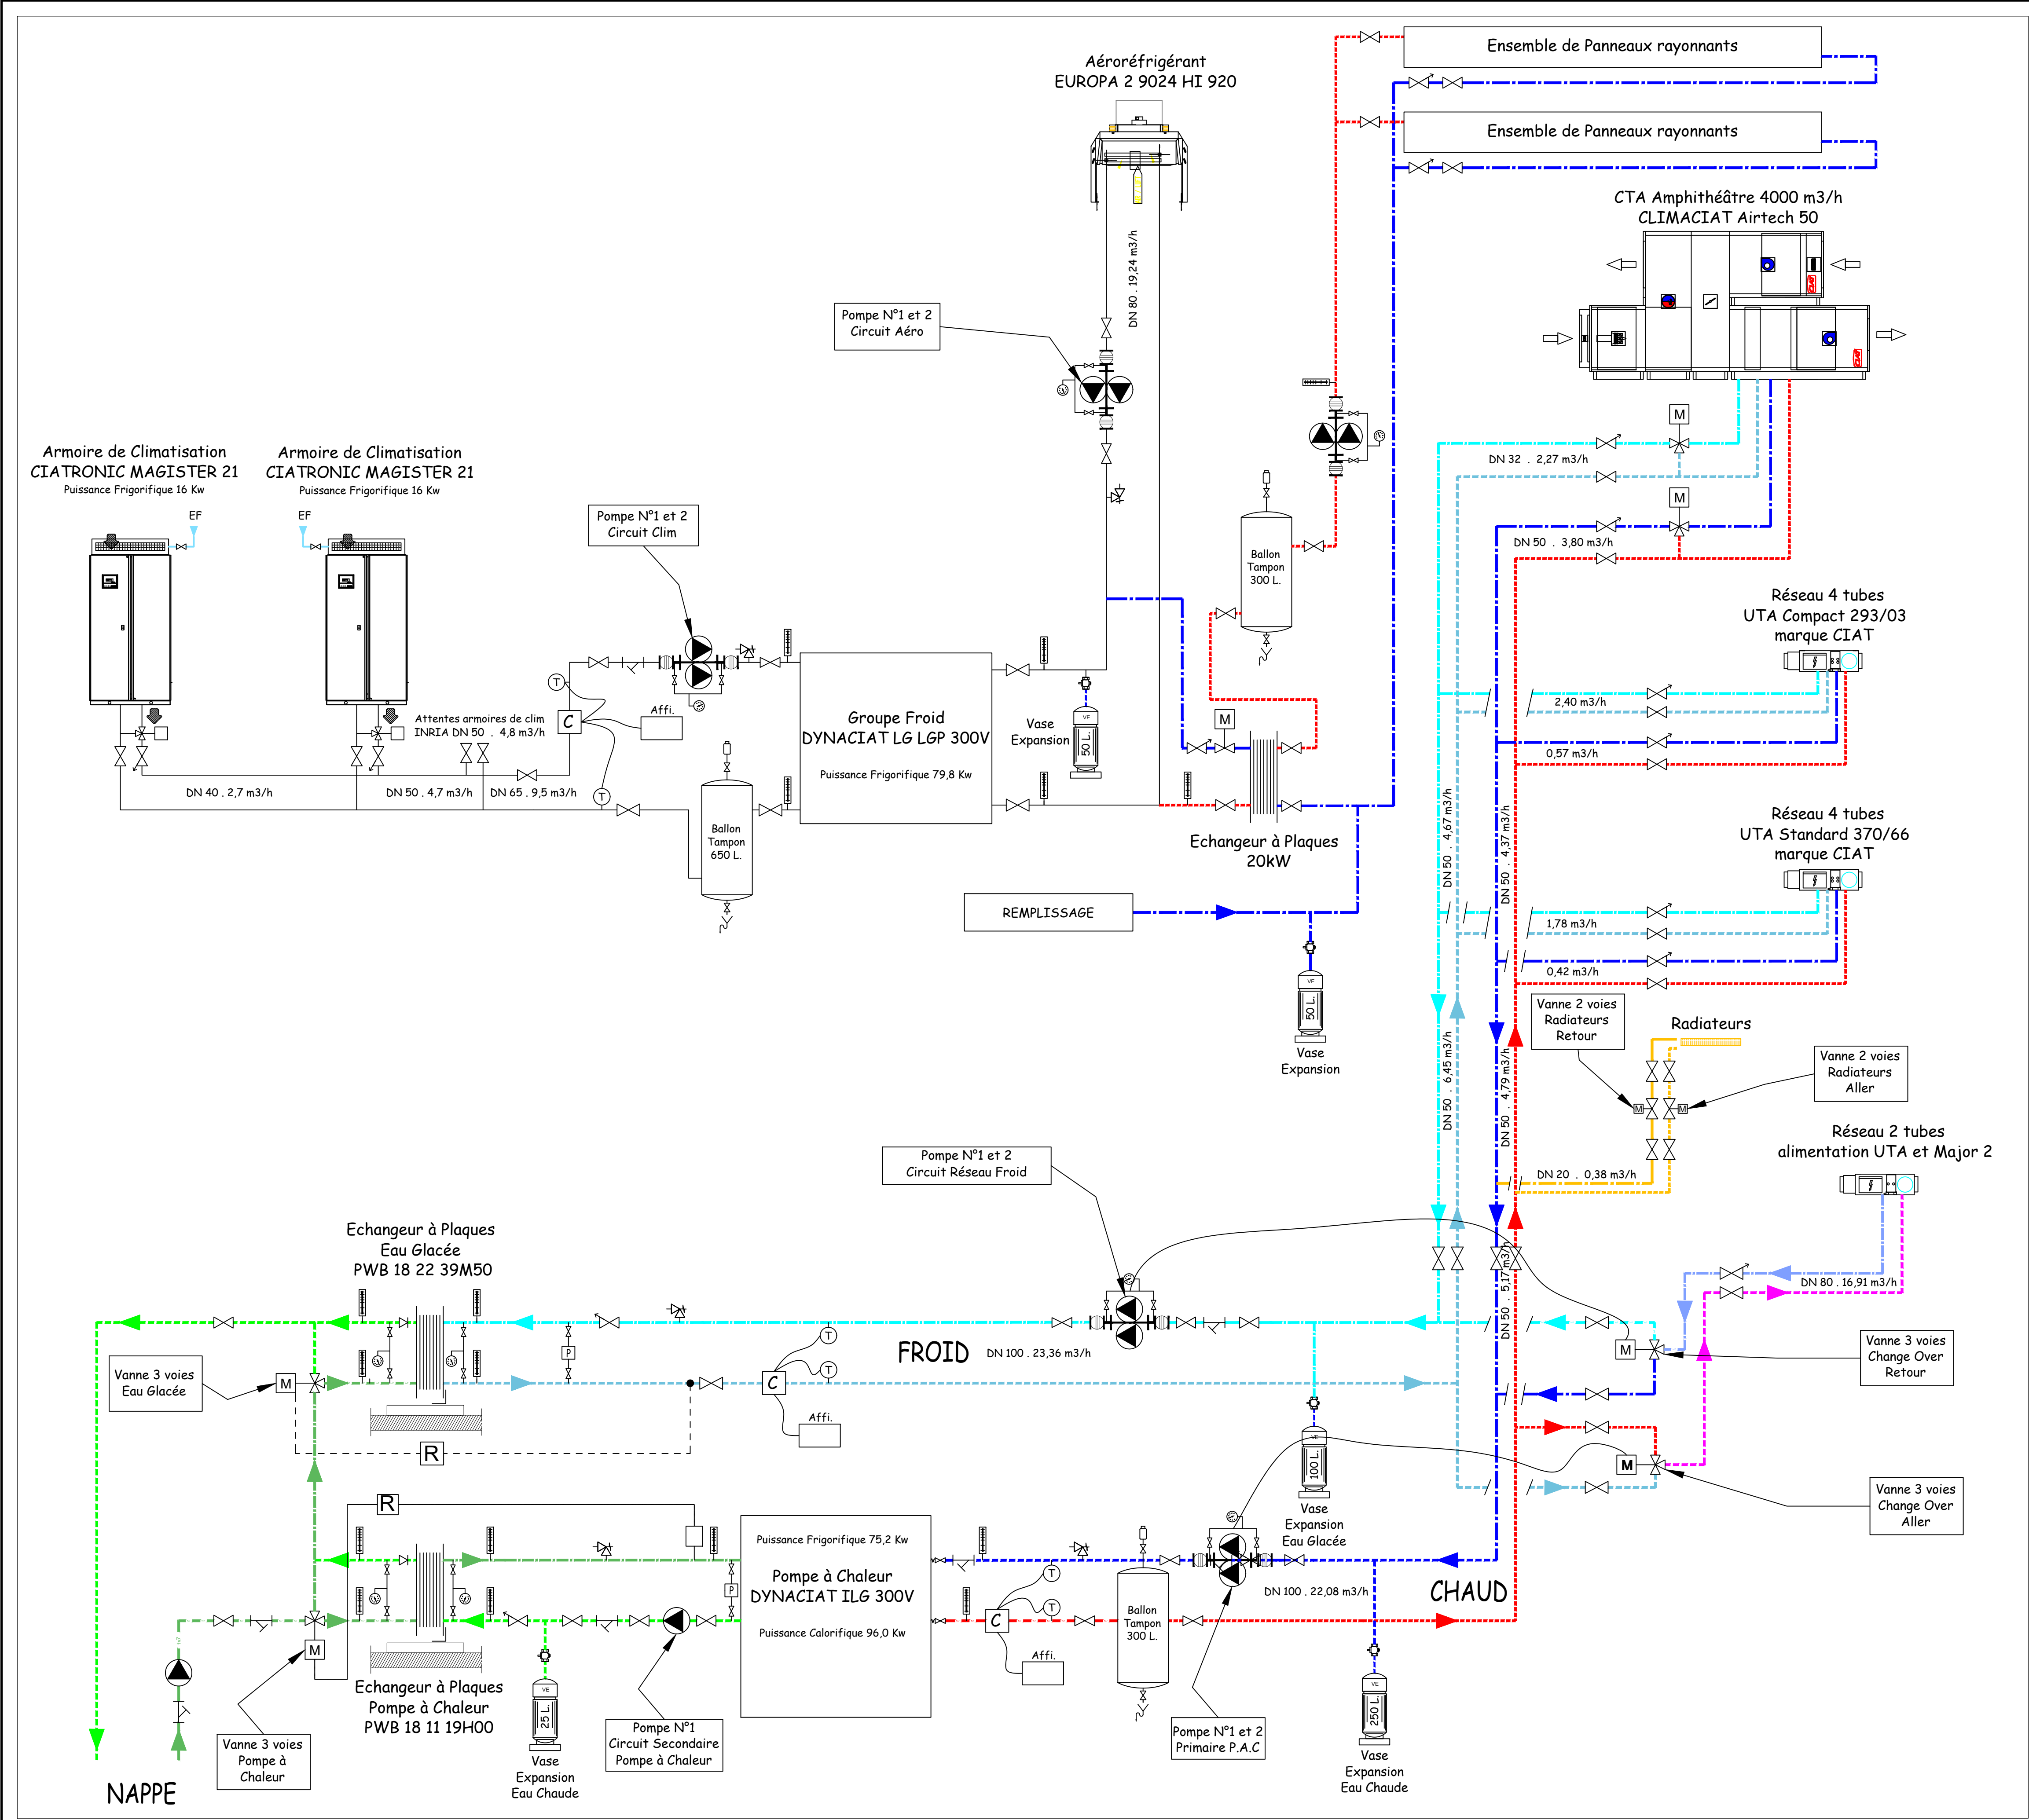 Ensemble de Panneaux rayonnants
Aéroréfrigérant
EUROPA 2 9024 HI 920
Ensemble de Panneaux rayonnants
CTA Amphithéâtre 4000 m3/h
CLIMACIAT Airtech 50
CIAT
CIAT
DN 80 . 19,24 m3/h
Pompe N°1 et 2
Circuit Aéro
M
DN 32 . 2,27 m3/h
M
DN 50 . 3,80 m3/h
Armoire de Climatisation
CIATRONIC MAGISTER 21
Puissance Frigorifique 16 Kw
EF
Armoire de Climatisation
CIATRONIC MAGISTER 21
Puissance Frigorifique 16 Kw
EF
Pompe N°1 et 2
Circuit Clim
Ballon
Tampon
300 L.
Réseau 4 tubes
UTA Compact 293/03
marque CIAT
2,40 m3/h
0,57 m3/h
T
C
Affi.
T
Attentes armoires de clim
INRIA DN 50 . 4,8 m3/h
DN 40 . 2,7 m3/h
DN 50 . 4,7 m3/h
DN 65 . 9,5 m3/h
Ballon
Tampon
650 L.
Groupe Froid
DYNACIAT LG LGP 300V
Puissance Frigorifique 79,8 Kw
Vase
Expansion
VE
50 L.
M
Echangeur à Plaques
20kW
DN 50 . 4,67 m3/h
DN 50 . 4,37 m3/h
Réseau 4 tubes
UTA Standard 370/66
marque CIAT
1,78 m3/h
0,42 m3/h
REMPLISSAGE
VE
50 L.
Vase
Expansion
DN 50 . 6,45 m3/h
DN 50 . 4,79 m3/h
Vanne 2 voies
Radiateurs
Retour
Radiateurs
Vanne 2 voies
Radiateurs
Aller
M
M
DN 20 . 0,38 m3/h
Réseau 2 tubes
alimentation UTA et Major 2
DN 80 . 16,91 m3/h
Pompe N°1 et 2
Circuit Réseau Froid
DN 50 . 5,17 m3/h
Echangeur à Plaques
Eau Glacée
PWB 18 22 39M50
Vanne 3 voies
Eau Glacée
M
P
T
T
C
Affi.
FROID
DN 100 . 23,36 m3/h
M
Vanne 3 voies
Change Over
Retour
R
VE
100 L.
Vase
Expansion
Eau Glacée
M
Vanne 3 voies
Change Over
Aller
R
P
Puissance Frigorifique 75,2 Kw
Pompe à Chaleur
DYNACIAT ILG 300V
Puissance Calorifique 96,0 Kw
T
T
C
Affi.
Ballon
Tampon
300 L.
DN 100 . 22,08 m3/h
CHAUD
M
Echangeur à Plaques
Pompe à Chaleur
PWB 18 11 19H00
Vanne 3 voies
Pompe à
Chaleur
VE
25 L.
Vase
Expansion
Eau Chaude
Pompe N°1
Circuit Secondaire
Pompe à Chaleur
Pompe N°1 et 2
Primaire P.A.C
VE
250 L.
Vase
Expansion
Eau Chaude
NAPPE